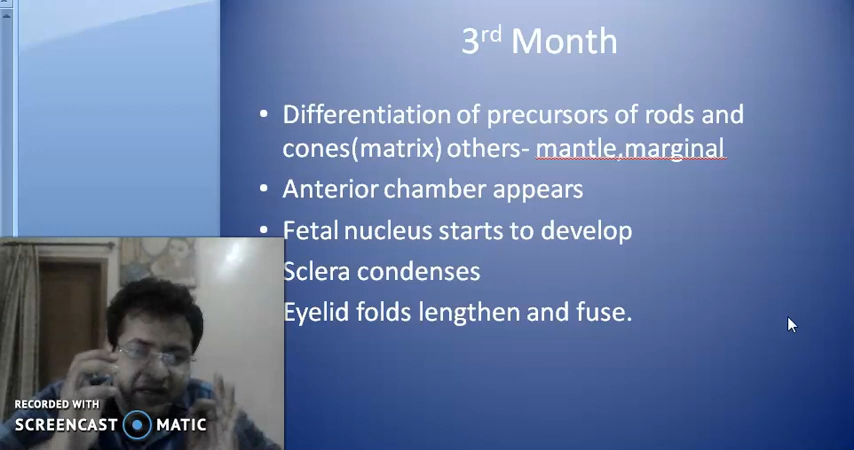 3rd Month
• Differentiation of precursors of rods and
cones(matrix) others- mantle,marginal
• Anterior chamber appears
• Fetal nucleus starts to develop
Sclera condenses
Eyelid folds lengthen and fuse.
RECORDED WITH
SCREENCAST MATIC